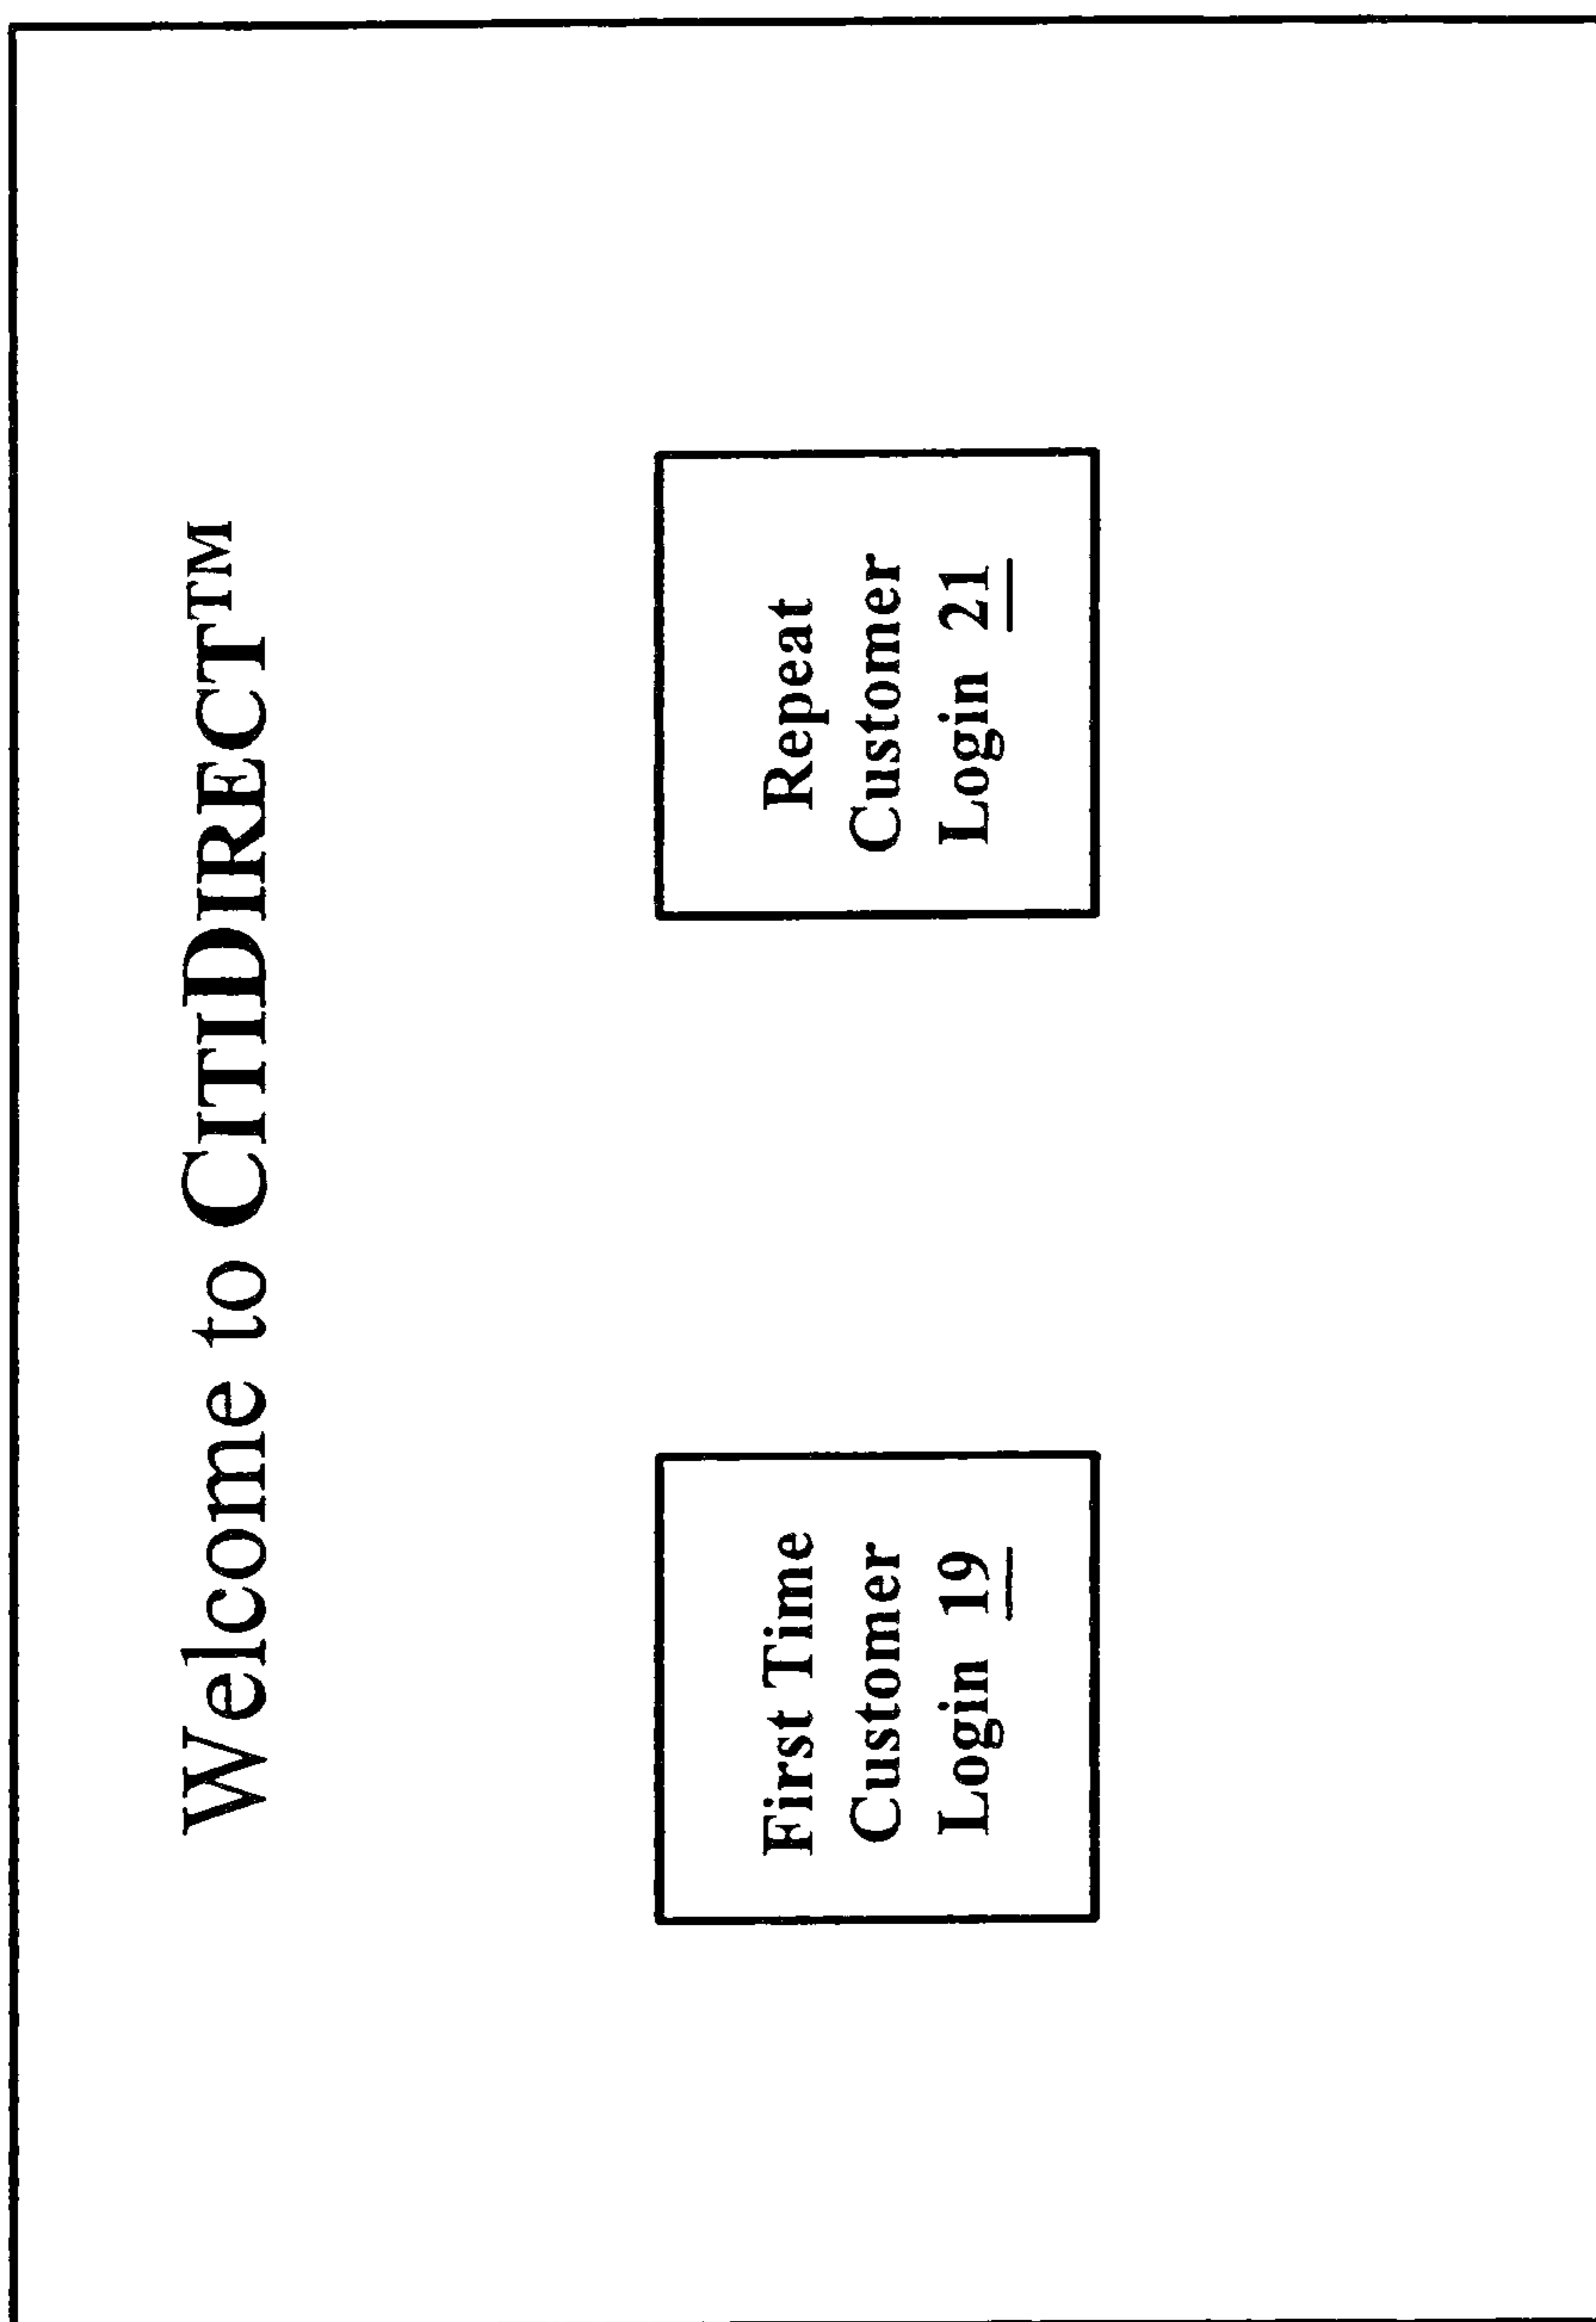 Welcome to CITIDIRECT™
First Time
Customer
Login 19
Repeat
Customer
Login 21